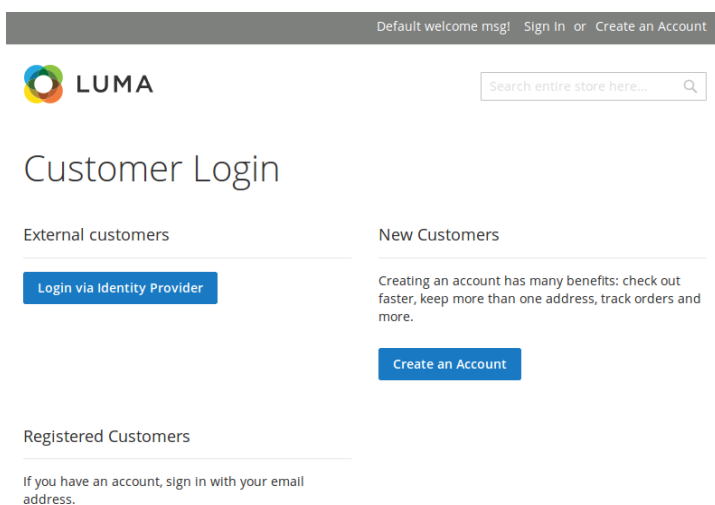 Default welcome msg! Sign In or Create an Account
LUMA
Search entire store here...
Customer Login
External customers
Login via Identity Provider
New Customers
Creating an account has many benefits: check out
faster, keep more than one address, track orders and
more.
Create an Account
Registered Customers
If you have an account, sign in with your email
address.